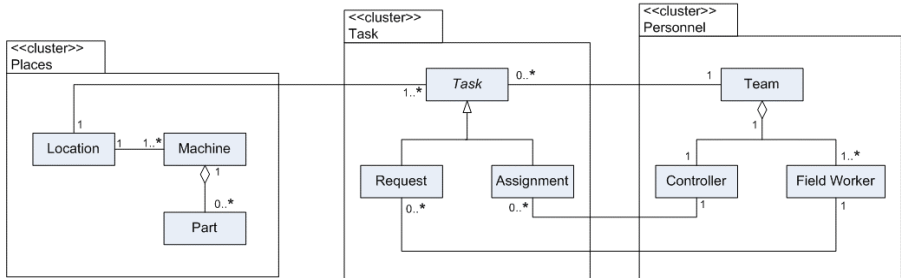 <<cluster>>
Places
<<cluster>>
Task
<<cluster>>
Personnel
Task
1..*
0..*
1
Team
1
1
Location
1
1..*
Machine
1
0..*
Part
Request
0..*
Assignment
0..*
1
Controller
1
1..*
Field Worker
1